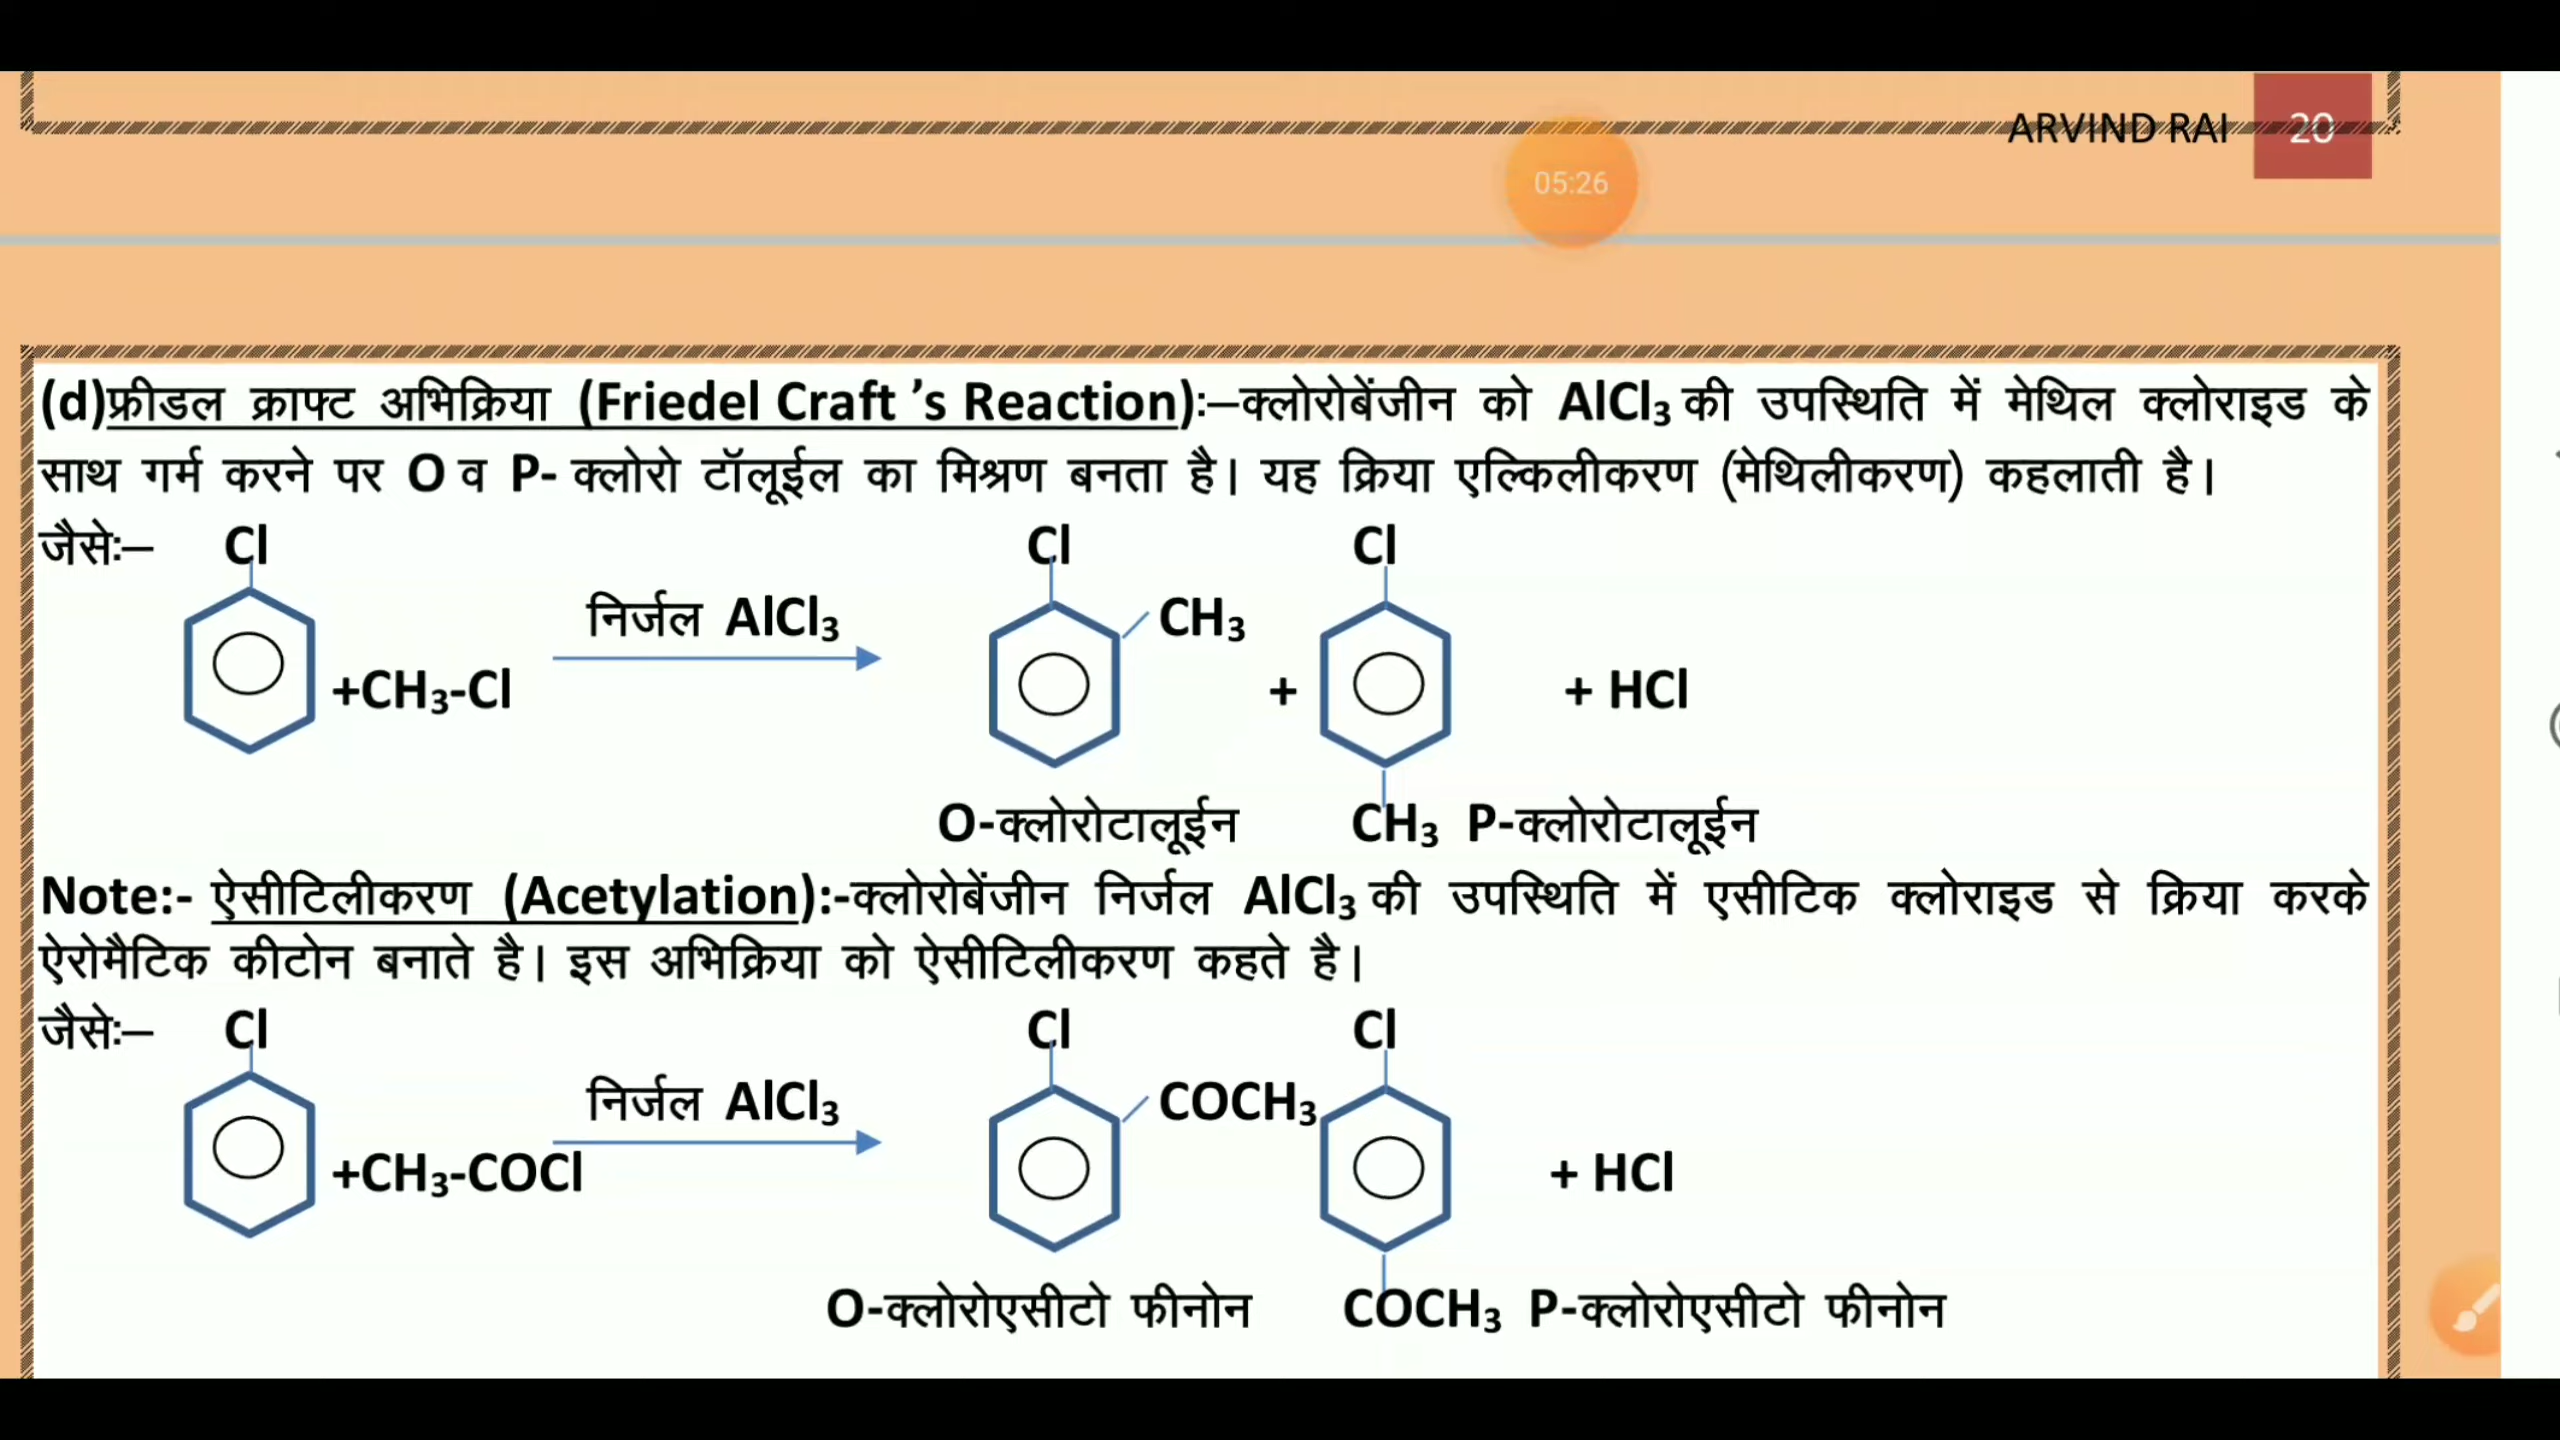 ARVIND RAI 20
05:26
(d)फ्रीडल क्राफ्ट अभिक्रिया (Friedel Craft ’s Reaction):–क्लोरोबेंजीन को AlCl₃ की उपस्थिति में मेथिल क्लोराइड के
साथ गर्म करने पर O व P- क्लोरो टॉलूईल का मिश्रण बनता है। यह क्रिया एल्किलीकरण (मेथिलीकरण) कहलाती है।
जैसेः– Cl Cl Cl
निर्जल AlCl₃ CH₃
+CH₃-Cl + + HCl
O-क्लोरोटालूईन CH₃ P-क्लोरोटालूईन
Note:- ऐसीटिलीकरण (Acetylation):-क्लोरोबेंजीन निर्जल AlCl₃ की उपस्थिति में एसीटिक क्लोराइड से क्रिया करके
ऐरोमैटिक कीटोन बनाते है। इस अभिक्रिया को ऐसीटिलीकरण कहते है।
जैसेः– Cl Cl Cl
निर्जल AlCl₃ COCH₃
+CH₃-COCl + HCl
O-क्लोरोएसीटो फीनोन COCH₃ P-क्लोरोएसीटो फीनोन